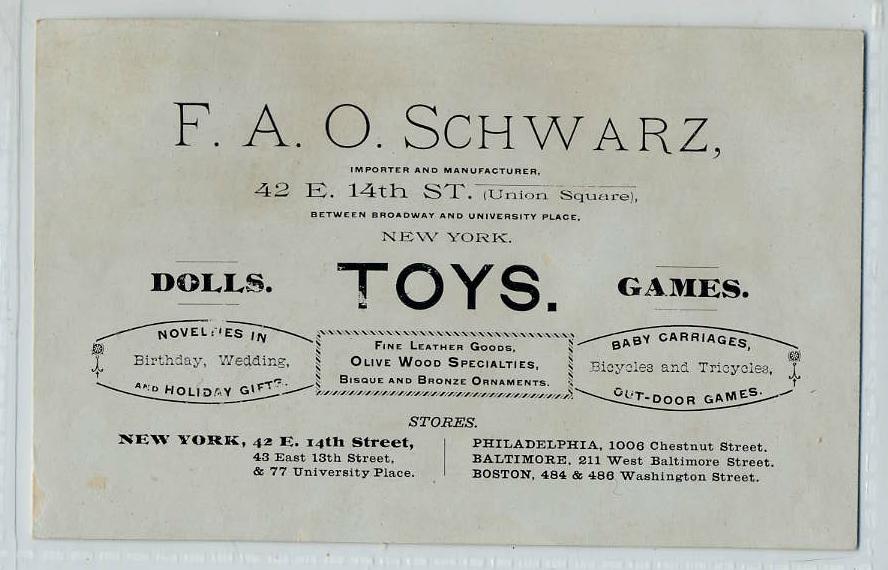 F. A. O. SCHWARZ,
IMPORTER AND MANUFACTURER,
42 E. 14th ST. (Union Square),
BETWEEN BROADWAY AND UNIVERSITY PLACE,
NEW YORK.
DOLLS. TOYS. GAMES.
NOVELTIES IN
Birthday, Wedding,
AND HOLIDAY GIFTS.
FINE LEATHER GOODS,
OLIVE WOOD SPECIALTIES,
BISQUE AND BRONZE ORNAMENTS.
BABY CARRIAGES,
Bicycles and Tricycles,
OUT-DOOR GAMES.
STORES.
NEW YORK, 42 E. 14th Street,
43 East 13th Street,
& 77 University Place.
PHILADELPHIA, 1006 Chestnut Street.
BALTIMORE, 211 West Baltimore Street.
BOSTON, 484 & 486 Washington Street.